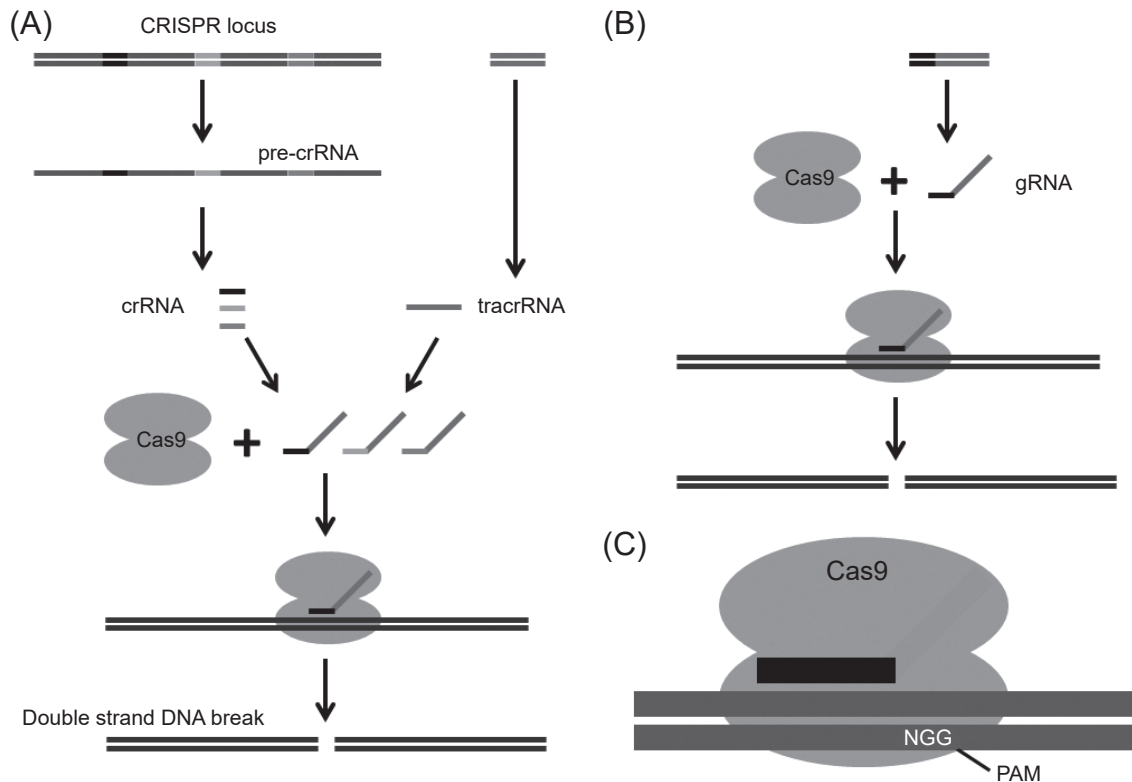 (A)
CRISPR locus
pre-crRNA
crRNA
tracrRNA
Cas9
Double strand DNA break
(B)
Cas9
gRNA
(C)
Cas9
NGG
PAM